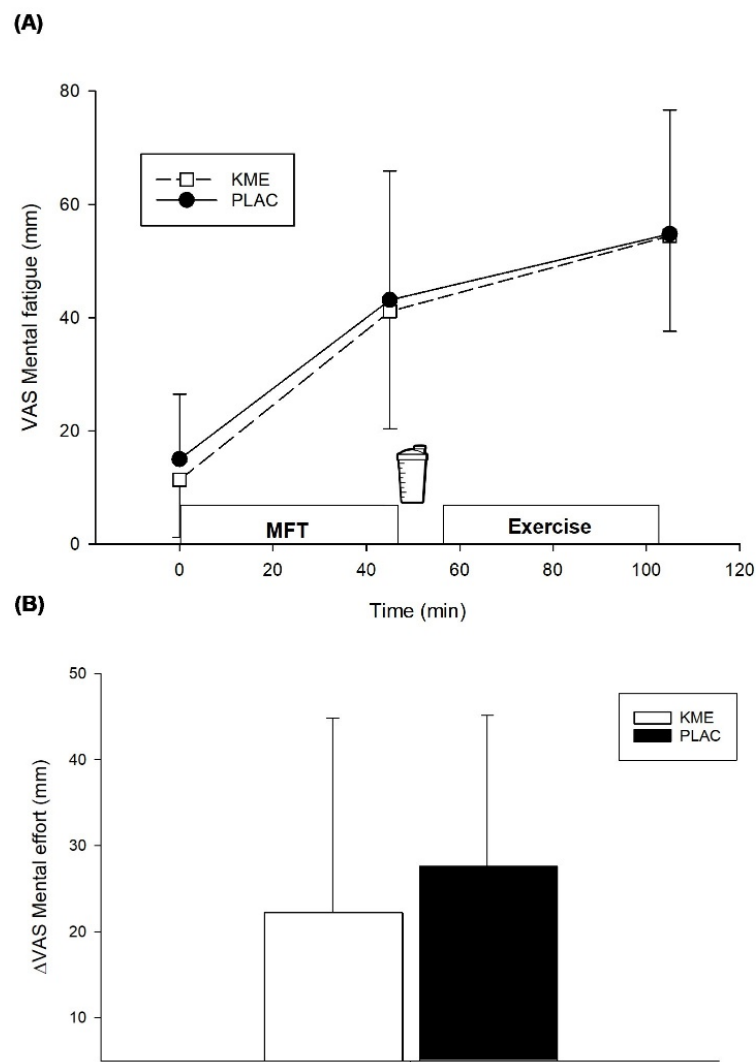 (A)
80
60
40
20
0
VAS Mental fatigue (mm)
KME
PLAC
MFT
Exercise
0 20 40 60 80 100 120
Time (min)
(B)
50
40
30
20
10
ΔVAS Mental effort (mm)
KME
PLAC